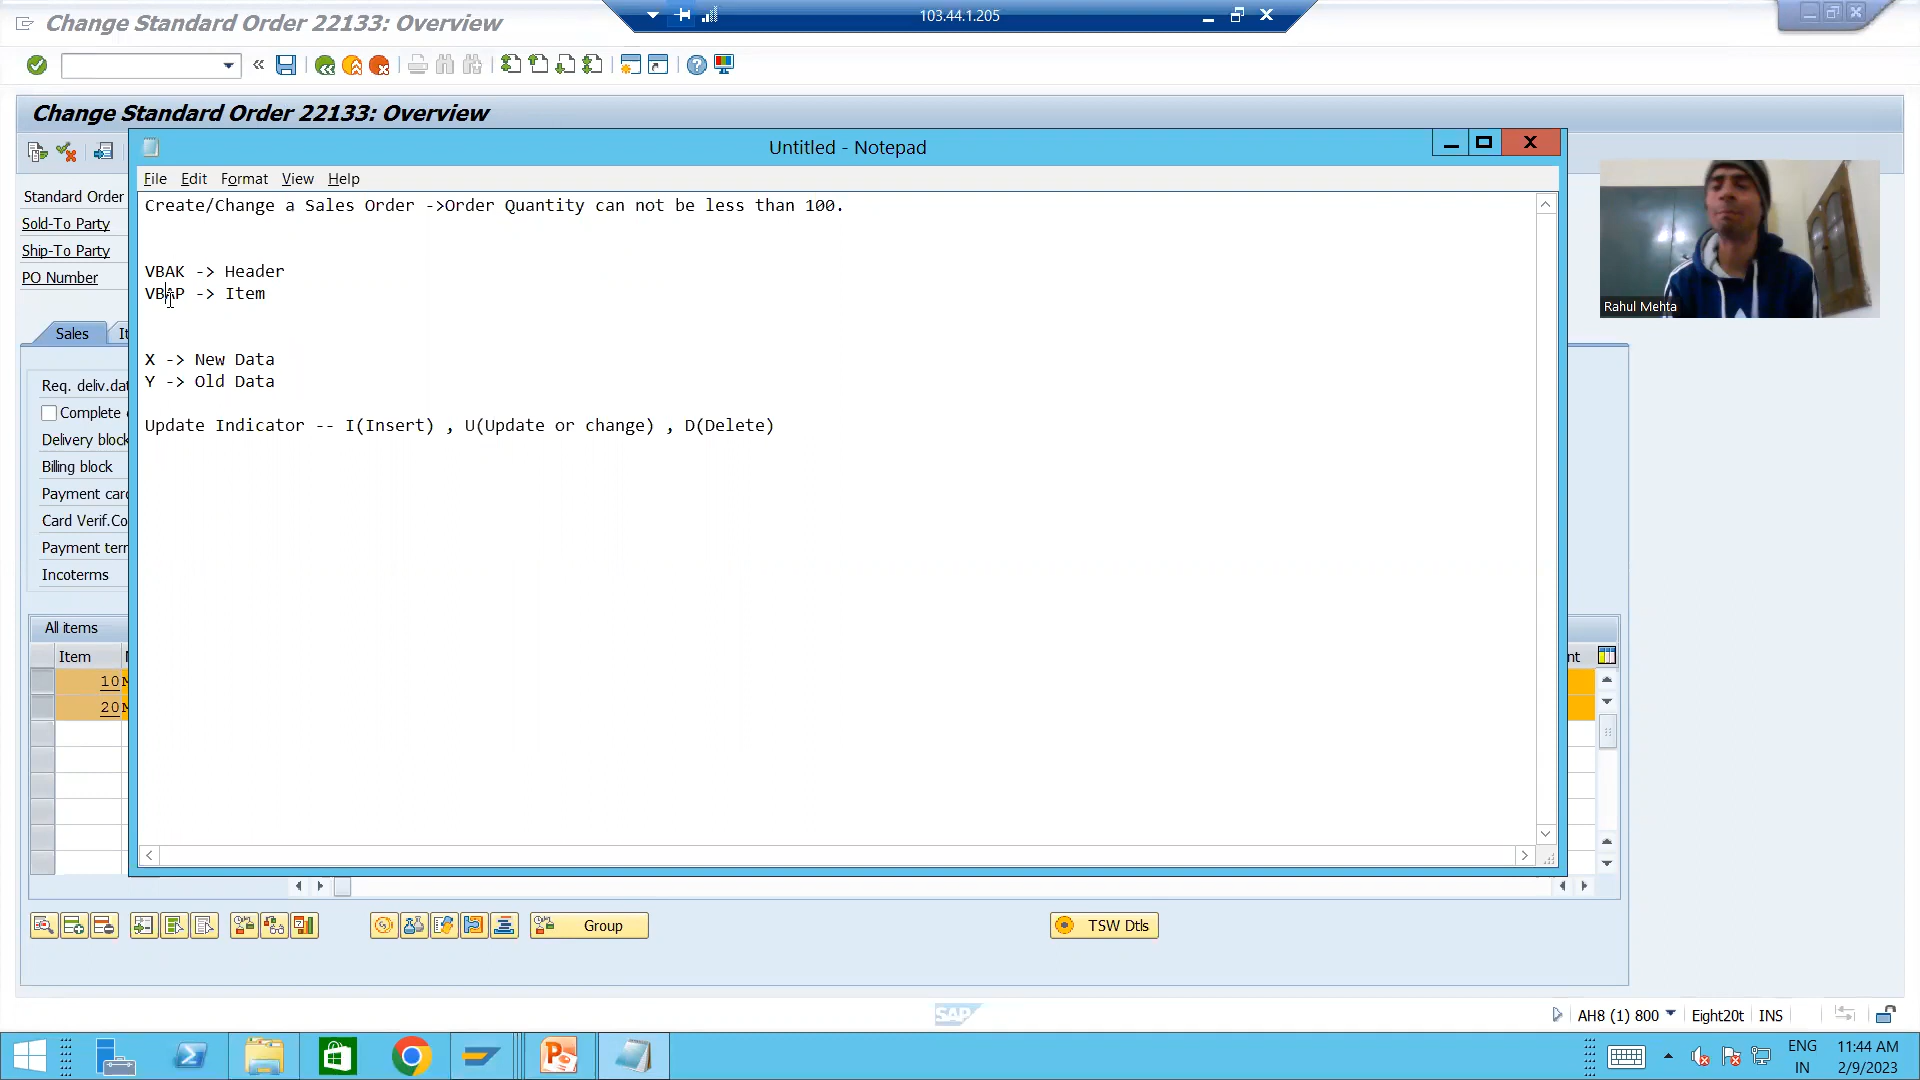 Change Standard Order 22133: Overview
103.44.1.205
Change Standard Order 22133: Overview
Untitled - Notepad
File Edit Format View Help
Standard Order
Sold-To Party
Ship-To Party
PO Number
Create/Change a Sales Order ->Order Quantity can not be less than 100.
VBAK -> Header
VBAP -> Item
X -> New Data
Y -> Old Data
Update Indicator -- I(Insert) , U(Update or change) , D(Delete)
Rahul Mehta
Sales It
Req. deliv.dat
Complete
Delivery block
Billing block
Payment card
Card Verif.Co
Payment terr
Incoterms
All items
Item
nt
10
20
Group
TSW Dtls
SAP
AH8 (1) 800 Eight20t INS
ENG
IN
11:44 AM
2/9/2023